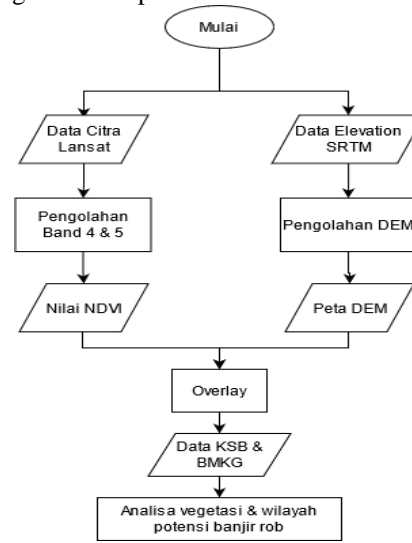 Mulai
Data Citra
Lansat
Data Elevation
SRTM
Pengolahan
Band 4 & 5
Pengolahan DEM
Nilai NDVI
Peta DEM
Overlay
Data KSB &
BMKG
Analisa vegetasi & wilayah
potensi banjir rob